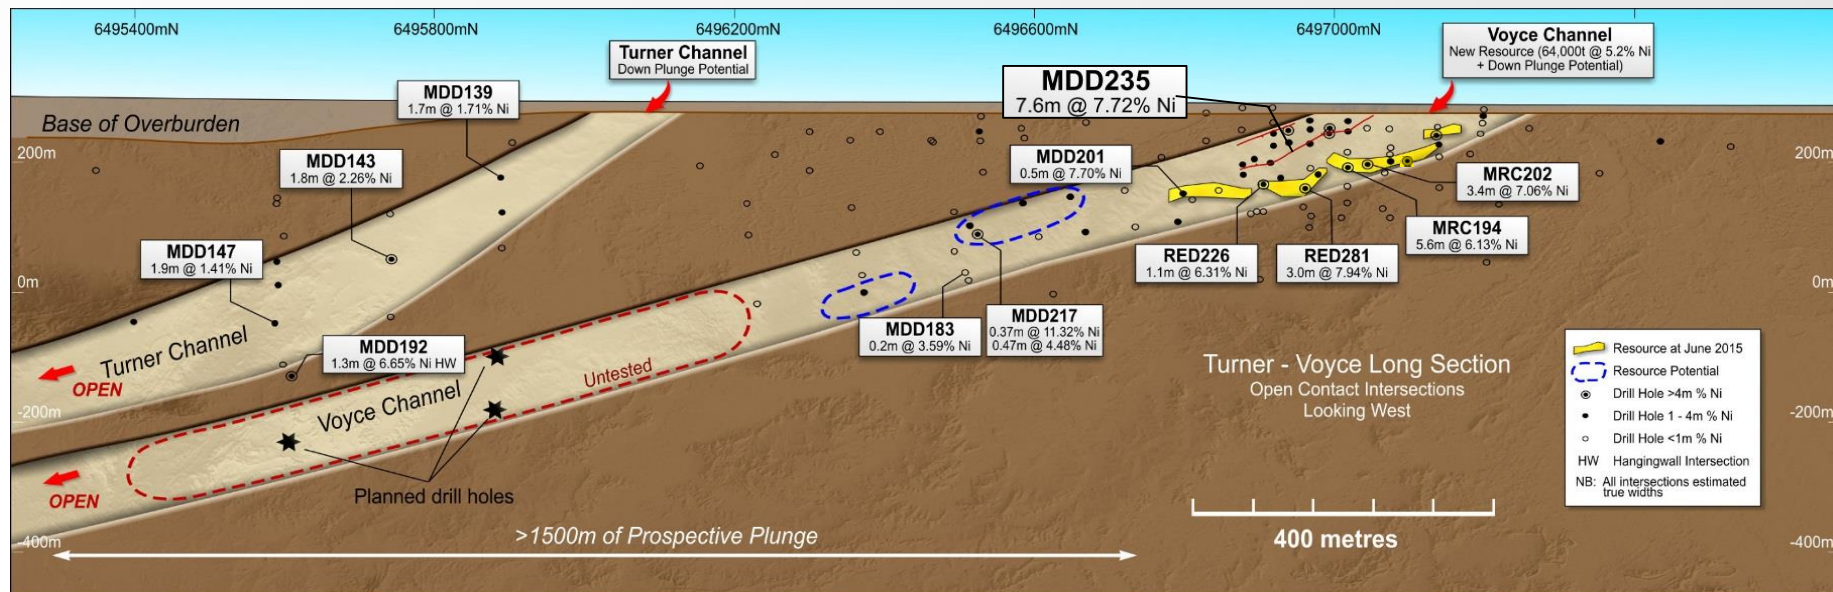 6495400mN
6495800mN
6496200mN
6496600mN
6497000mN
Turner Channel
Down Plunge Potential
Voyce Channel
New Resource (64,000t @ 5.2% Ni
+ Down Plunge Potential)
MDD235
7.6m @ 7.72% Ni
MDD139
1.7m @ 1.71% Ni
Base of Overburden
200m
200m
MDD143
1.8m @ 2.26% Ni
MDD201
0.5m @ 7.70% Ni
MRC202
3.4m @ 7.06% Ni
MRC194
5.6m @ 6.13% Ni
MDD147
1.9m @ 1.41% Ni
RED226
1.1m @ 6.31% Ni
RED281
3.0m @ 7.94% Ni
0m
0m
MDD183
0.2m @ 3.59% Ni
MDD217
0.37m @ 11.32% Ni
0.47m @ 4.48% Ni
Turner Channel
MDD192
1.3m @ 6.65% Ni HW
OPEN
Untested
Voyce Channel
-200m
-200m
Turner - Voyce Long Section
Open Contact Intersections
Looking West
Resource at June 2015
Resource Potential
Drill Hole >4m % Ni
Drill Hole 1 - 4m % Ni
Drill Hole <1m % Ni
HW Hangingwall Intersection
NB: All intersections estimated
true widths
OPEN
Planned drill holes
>1500m of Prospective Plunge
400 metres
-400m
-400m